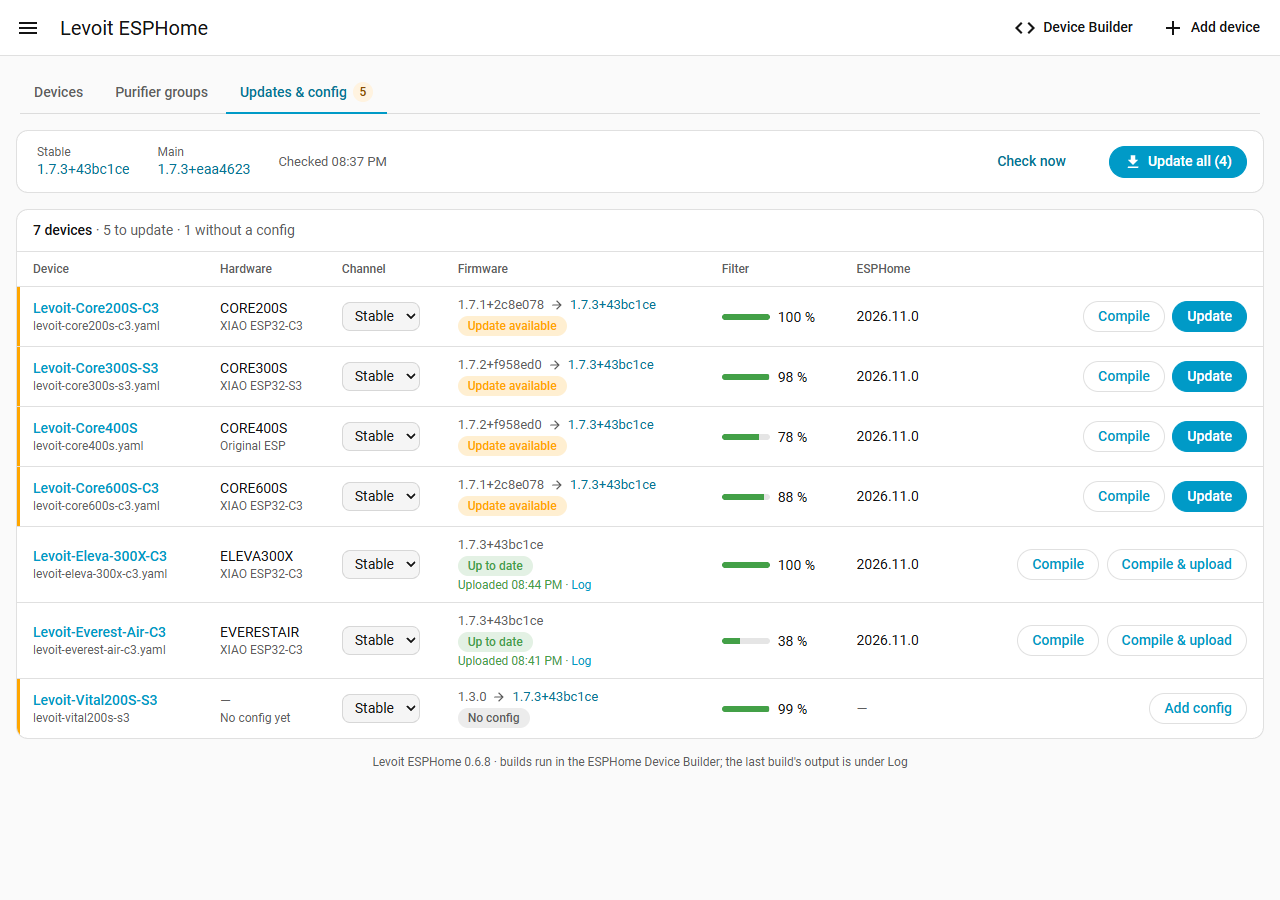 Levoit ESPHome
Device Builder
Add device
Devices
Purifier groups
Updates & config 5
Stable
1.7.3+43bc1ce
Main
1.7.3+eaa4623
Checked 08:37 PM
Check now
Update all (4)
7 devices · 5 to update · 1 without a config
Device Hardware Channel Firmware Filter ESPHome
Levoit-Core200S-C3
levoit-core200s-c3.yaml
CORE200S
XIAO ESP32-C3
Stable
1.7.1+2c8e078 → 1.7.3+43bc1ce
Update available
100 %
2026.11.0
Compile
Update
Levoit-Core300S-S3
levoit-core300s-s3.yaml
CORE300S
XIAO ESP32-S3
Stable
1.7.2+f958ed0 → 1.7.3+43bc1ce
Update available
98 %
2026.11.0
Compile
Update
Levoit-Core400S
levoit-core400s.yaml
CORE400S
Original ESP
Stable
1.7.2+f958ed0 → 1.7.3+43bc1ce
Update available
78 %
2026.11.0
Compile
Update
Levoit-Core600S-C3
levoit-core600s-c3.yaml
CORE600S
XIAO ESP32-C3
Stable
1.7.1+2c8e078 → 1.7.3+43bc1ce
Update available
88 %
2026.11.0
Compile
Update
Levoit-Eleva-300X-C3
levoit-eleva-300x-c3.yaml
ELEVA300X
XIAO ESP32-C3
Stable
1.7.3+43bc1ce
Up to date
Uploaded 08:44 PM · Log
100 %
2026.11.0
Compile
Compile & upload
Levoit-Everest-Air-C3
levoit-everest-air-c3.yaml
EVERESTAIR
XIAO ESP32-C3
Stable
1.7.3+43bc1ce
Up to date
Uploaded 08:41 PM · Log
38 %
2026.11.0
Compile
Compile & upload
Levoit-Vital200S-S3
levoit-vital200s-s3
—
No config yet
Stable
1.3.0 → 1.7.3+43bc1ce
No config
99 %
—
Add config
Levoit ESPHome 0.6.8 · builds run in the ESPHome Device Builder; the last build's output is under Log